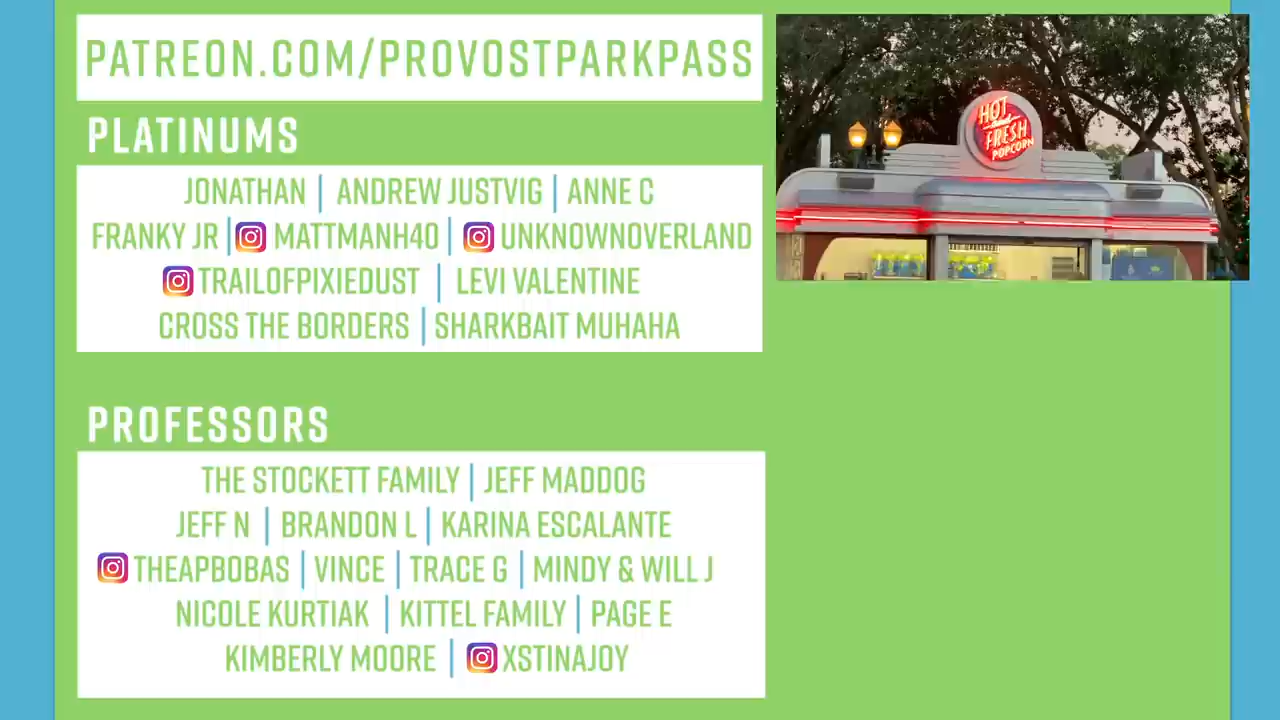 PATREON.COM/PROVOSTPARKPASS
PLATINUMS
JONATHAN | ANDREW JUSTVIG | ANNE C
FRANKY JR | MATTMANH40 | UNKNOWNOVERLAND
TRAILOFPIXIEDUST | LEVI VALENTINE
CROSS THE BORDERS | SHARKBAIT MUHAHA
PROFESSORS
THE STOCKETT FAMILY | JEFF MADDOG
JEFF N | BRANDON L | KARINA ESCALANTE
THEAPBOBAS | VINCE | TRACE G | MINDY & WILL J
NICOLE KURTIAK | KITTEL FAMILY | PAGE E
KIMBERLY MOORE | XSTINAJOY
HOT
and
FRESH
POPCORN